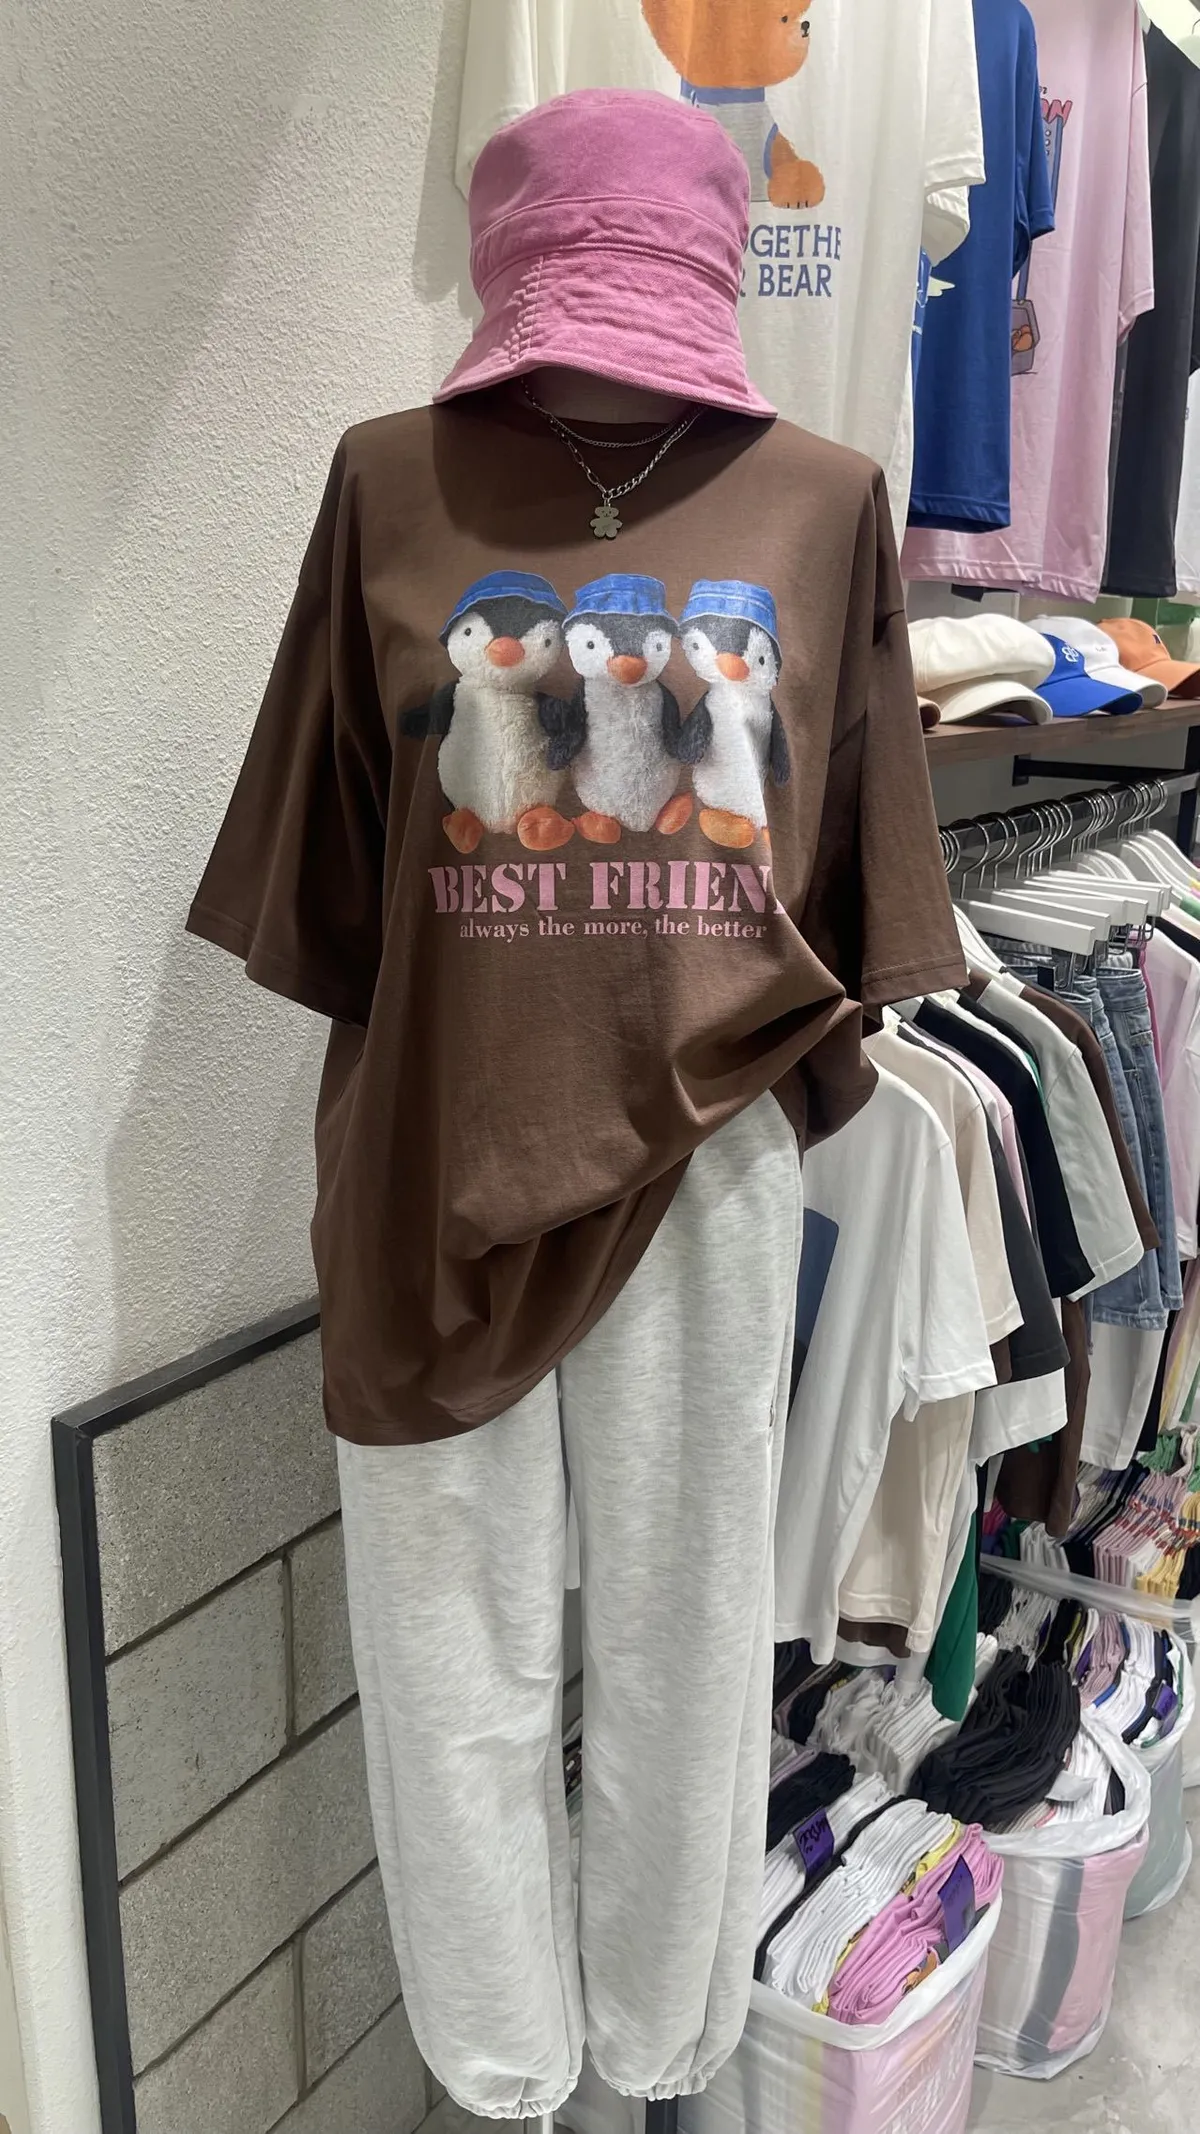 GETHE
BEAR
BEST FRIEN
always the more, the better